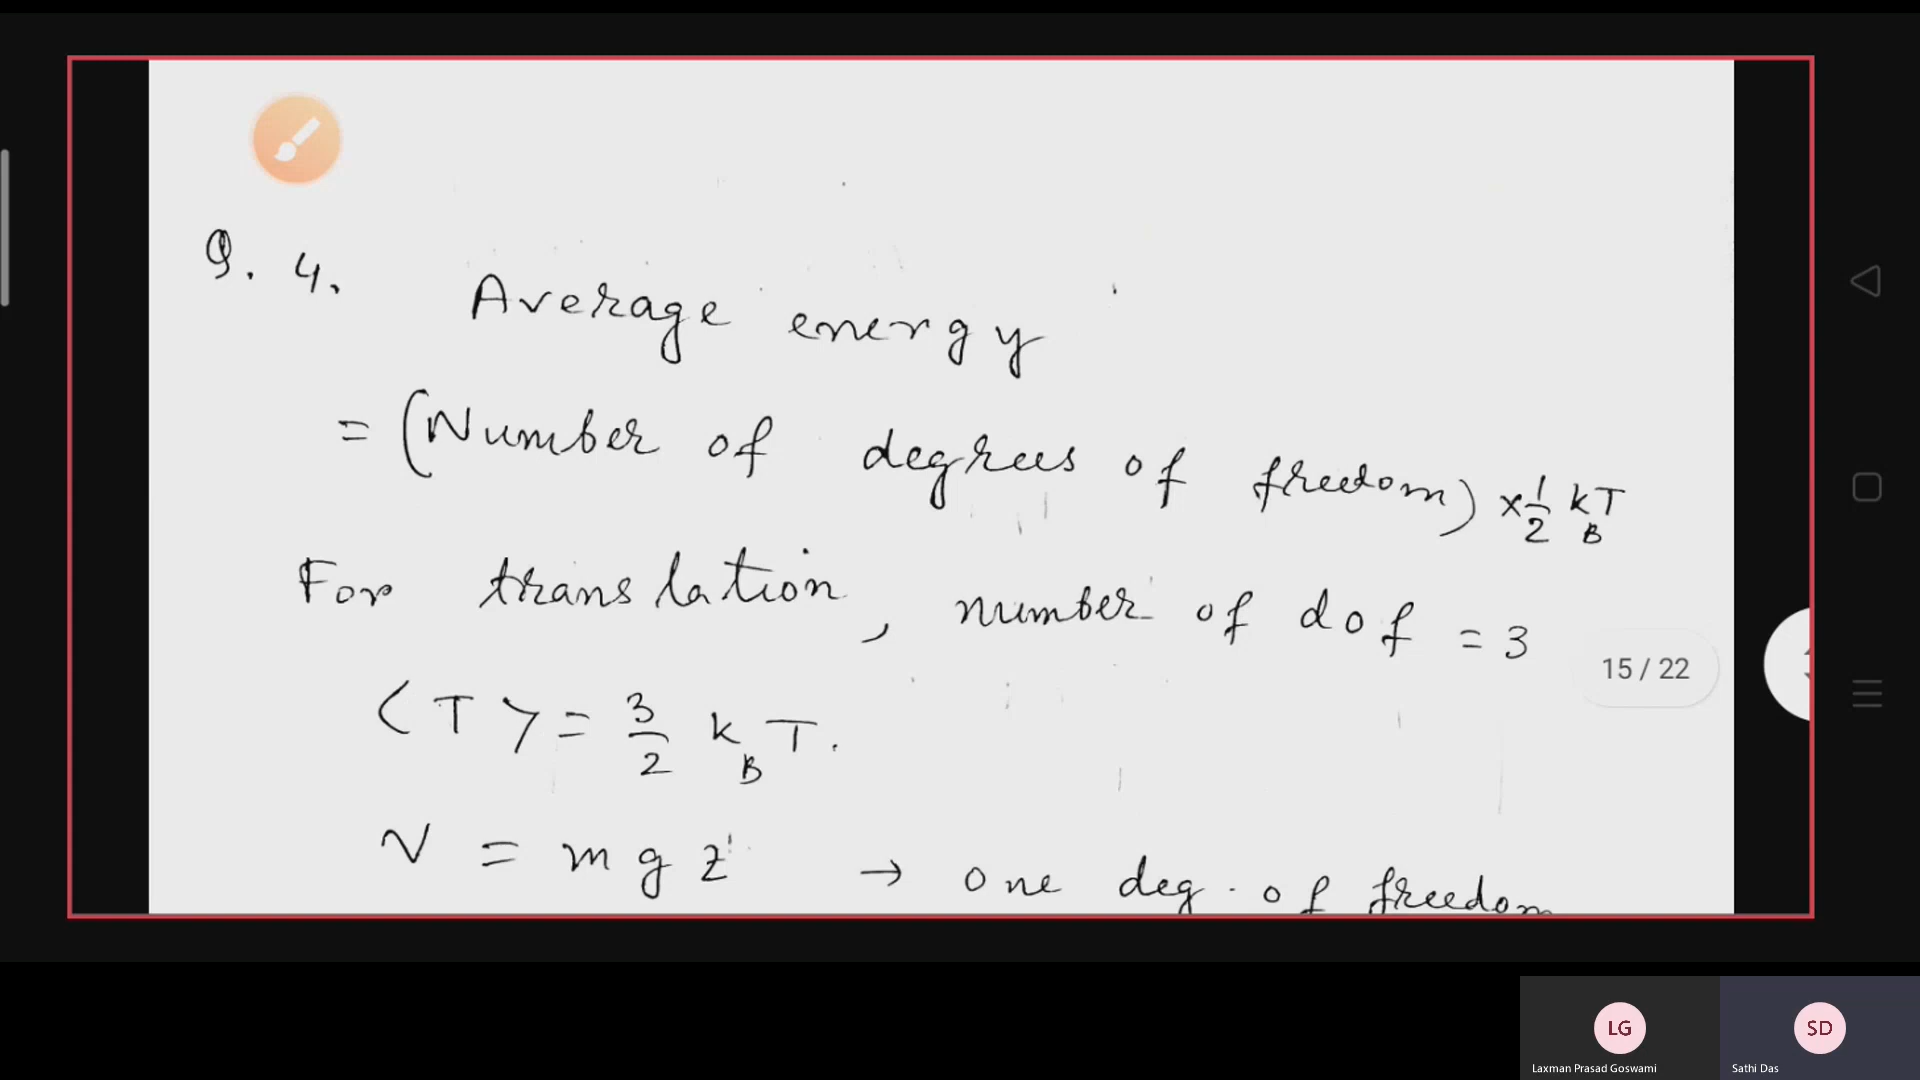 Q. 4. Average energy
= (Number of degrees of freedom) × 1/2 k_B T
For translation, number of dof = 3
⟨T⟩ = 3/2 k_B T.
V = mgz → one deg. of freedom
15 / 22
LG
SD
Laxman Prasad Goswami
Sathi Das